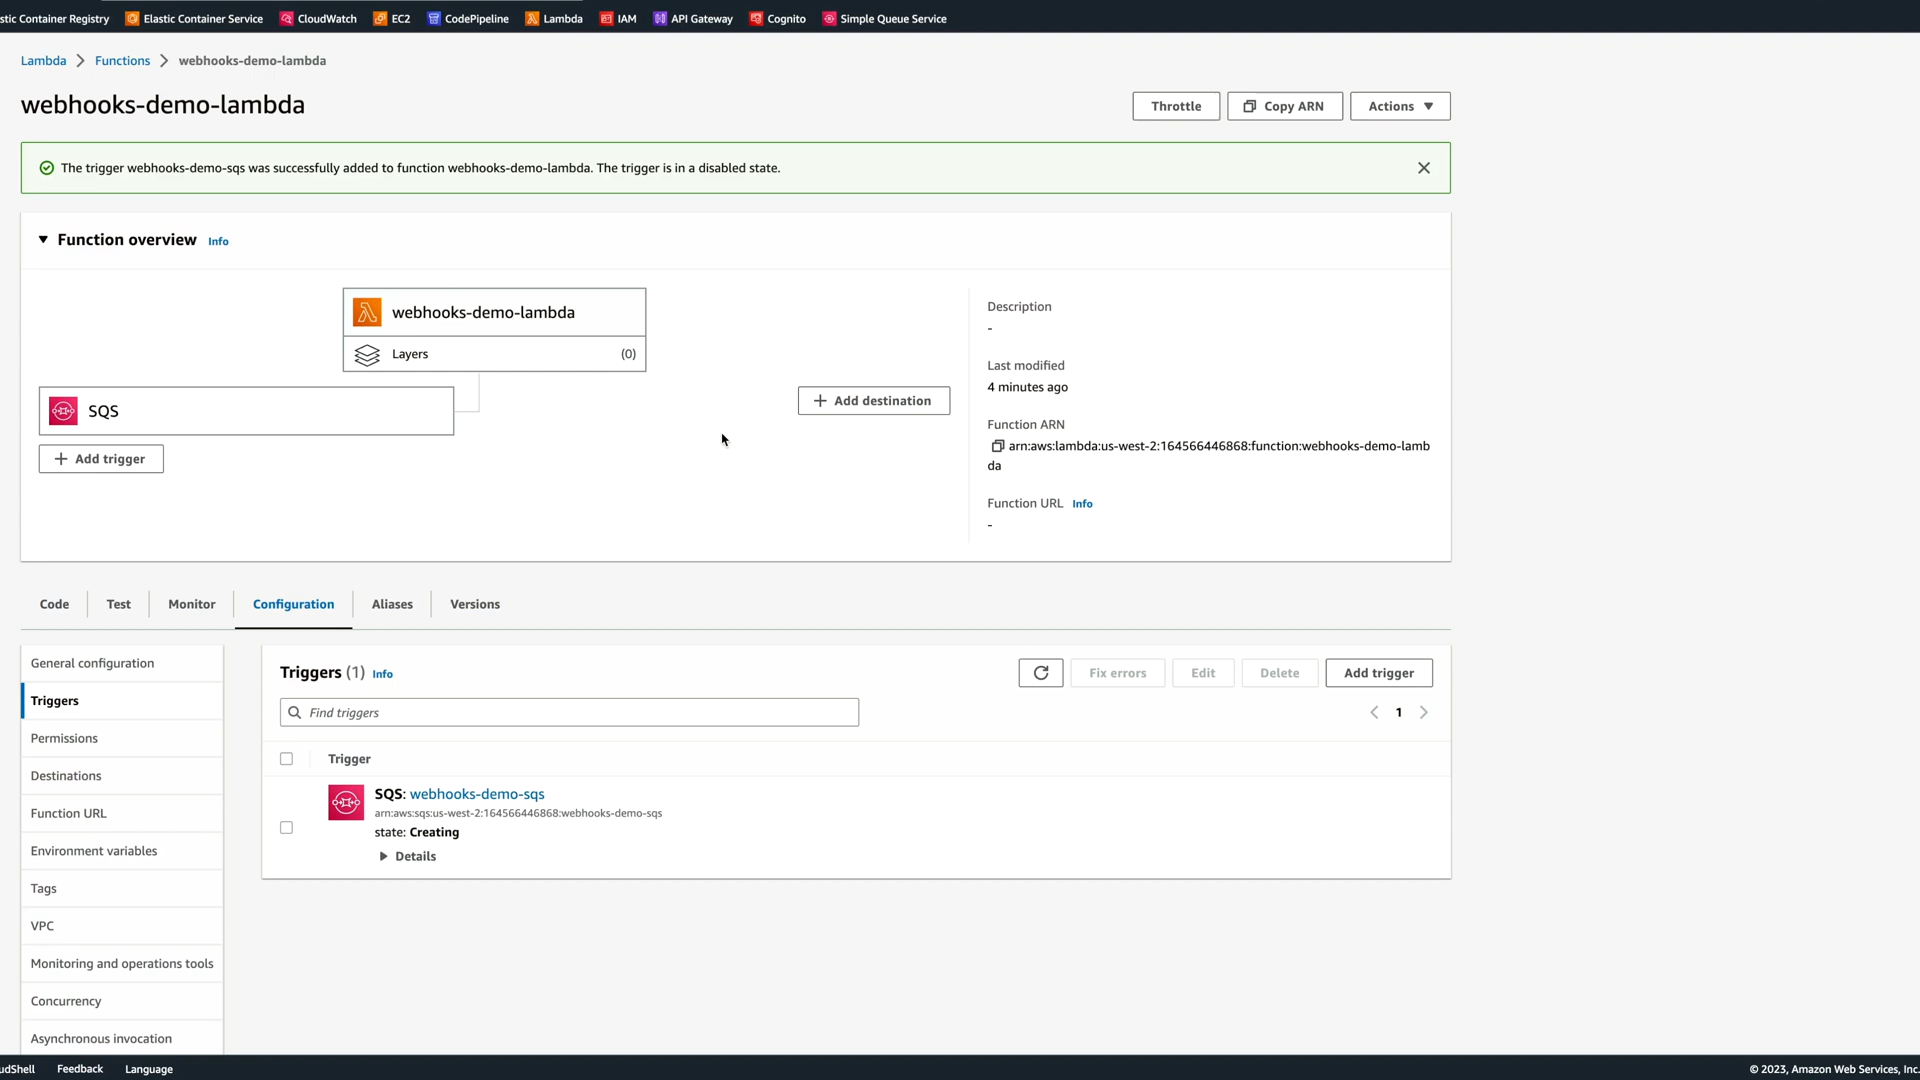 stic Container Registry
Elastic Container Service
CloudWatch
EC2
CodePipeline
Lambda
IAM
API Gateway
Cognito
Simple Queue Service
Lambda
Functions
webhooks-demo-lambda
webhooks-demo-lambda
Throttle
Copy ARN
Actions
The trigger webhooks-demo-sqs was successfully added to function webhooks-demo-lambda. The trigger is in a disabled state.
Function overview
Info
webhooks-demo-lambda
Layers
(0)
SQS
Add trigger
Add destination
Description
-
Last modified
4 minutes ago
Function ARN
arn:aws:lambda:us-west-2:164566446868:function:webhooks-demo-lamb
da
Function URL Info
-
Code
Test
Monitor
Configuration
Aliases
Versions
General configuration
Triggers
Permissions
Destinations
Function URL
Environment variables
Tags
VPC
Monitoring and operations tools
Concurrency
Asynchronous invocation
Triggers (1) Info
Fix errors
Edit
Delete
Add trigger
Find triggers
1
Trigger
SQS: webhooks-demo-sqs
arn:aws:sqs:us-west-2:164566446868:webhooks-demo-sqs
state: Creating
Details
udShell
Feedback
Language
© 2023, Amazon Web Services, Inc.